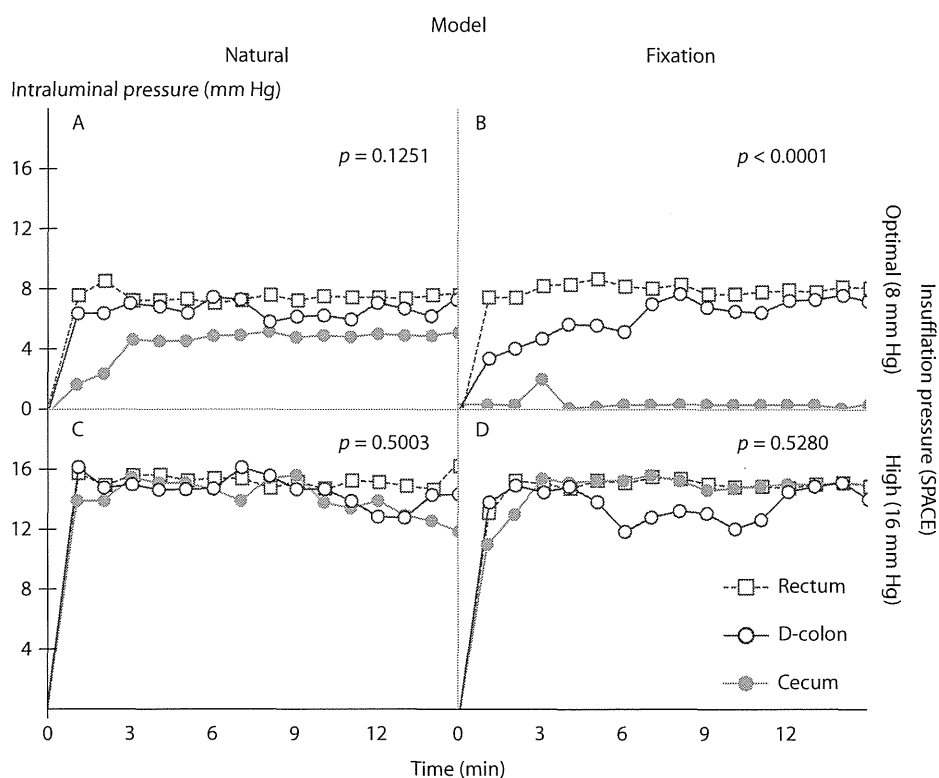 Model
Natural
Fixation
Intraluminal pressure (mm Hg)
A
p = 0.1251
B
p < 0.0001
16
12
8
4
0
Optimal (8 mm Hg)
C
p = 0.5003
D
p = 0.5280
16
12
8
4
High (16 mm Hg)
Insufflation pressure (SPACE)
Rectum
D-colon
Cecum
0
3
6
9
12
0
3
6
9
12
Time (min)